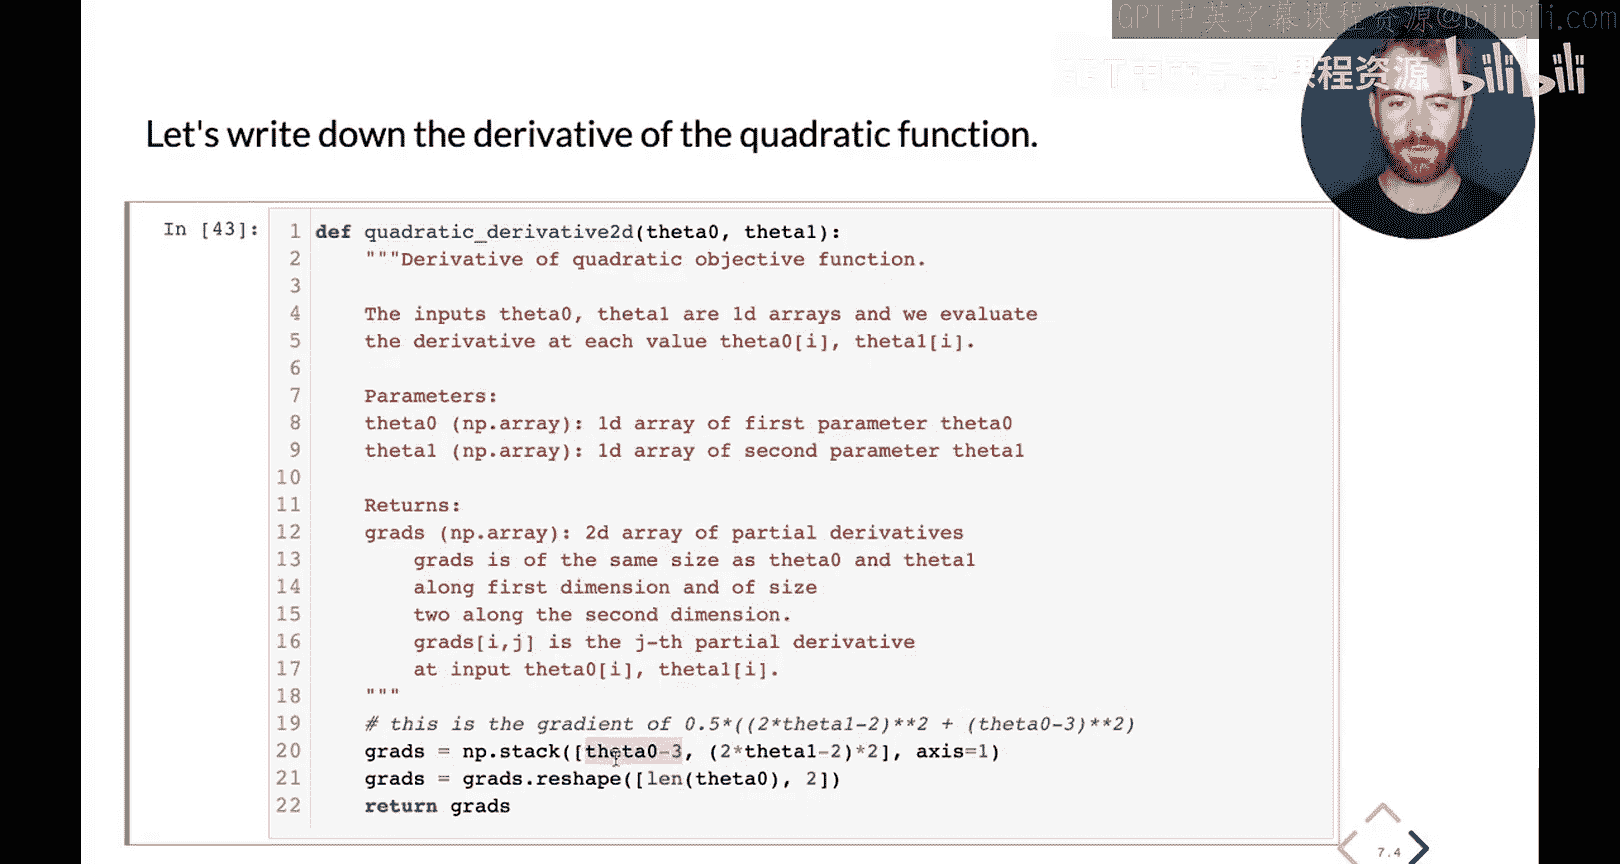 GPT中英字幕课程资源@bilibili.com
课程资源 bilibili
Let's write down the derivative of the quadratic function.
In [43]:
1 def quadratic_derivative2d(theta0, theta1):
2 """Derivative of quadratic objective function.
3
4 The inputs theta0, theta1 are 1d arrays and we evaluate
5 the derivative at each value theta0[i], theta1[i].
6
7 Parameters:
8 theta0 (np.array): 1d array of first parameter theta0
9 theta1 (np.array): 1d array of second parameter theta1
10
11 Returns:
12 grads (np.array): 2d array of partial derivatives
13 grads is of the same size as theta0 and theta1
14 along first dimension and of size
15 two along the second dimension.
16 grads[i,j] is the j-th partial derivative
17 at input theta0[i], theta1[i].
18 """
19 # this is the gradient of 0.5*((2*theta1-2)**2 + (theta0-3)**2)
20 grads = np.stack([theta0-3, (2*theta1-2)*2], axis=1)
21 grads = grads.reshape([len(theta0), 2])
22 return grads
7.4